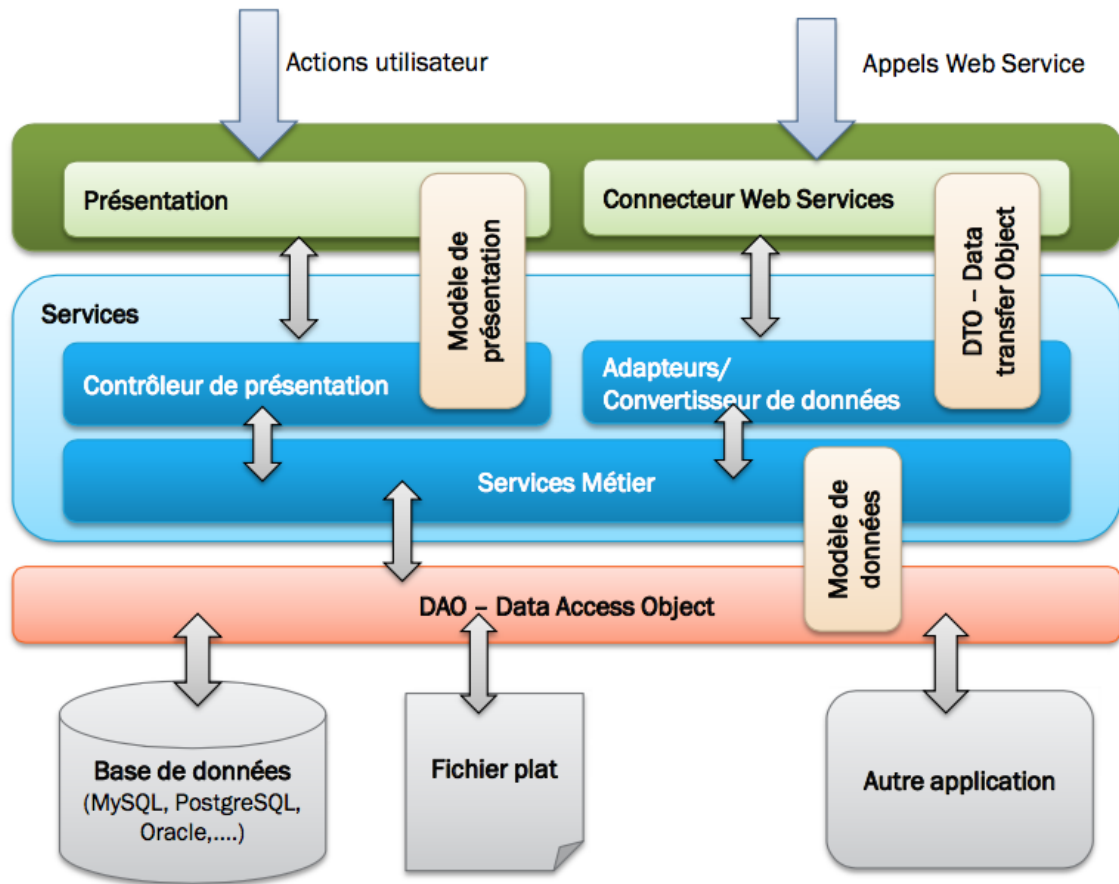 Actions utilisateur
Appels Web Service
Présentation
Connecteur Web Services
Modèle de
présentation
DTO – Data
transfer Object
Services
Contrôleur de présentation
Adapteurs/
Convertisseur de données
Services Métier
Modèle de
données
DAO – Data Access Object
Base de données
(MySQL, PostgreSQL,
Oracle,....)
Fichier plat
Autre application